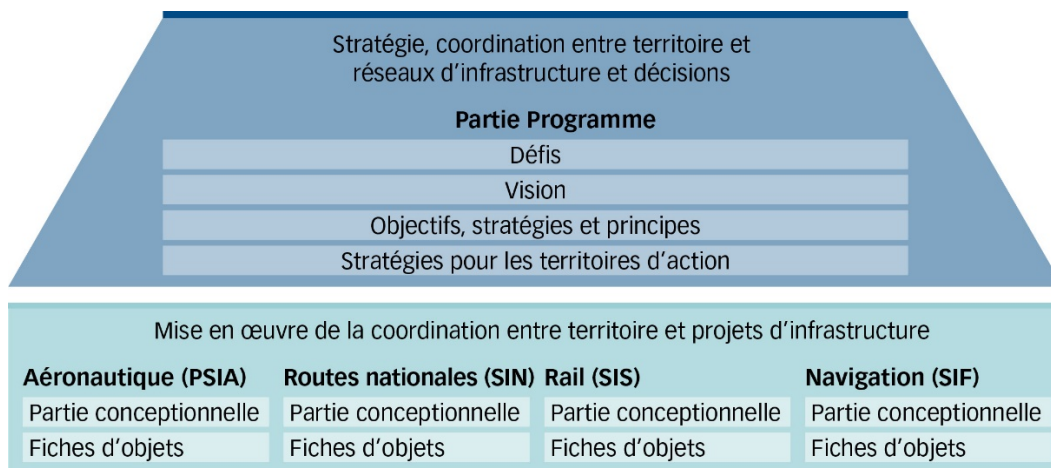 Stratégie, coordination entre territoire et
réseaux d'infrastructure et décisions
Partie Programme
Défis
Vision
Objectifs, stratégies et principes
Stratégies pour les territoires d'action
Mise en œuvre de la coordination entre territoire et projets d'infrastructure
Aéronautique (PSIA)
Partie conceptionnelle
Fiches d'objets
Routes nationales (SIN)
Partie conceptionnelle
Fiches d'objets
Rail (SIS)
Partie conceptionnelle
Fiches d'objets
Navigation (SIF)
Partie conceptionnelle
Fiches d'objets